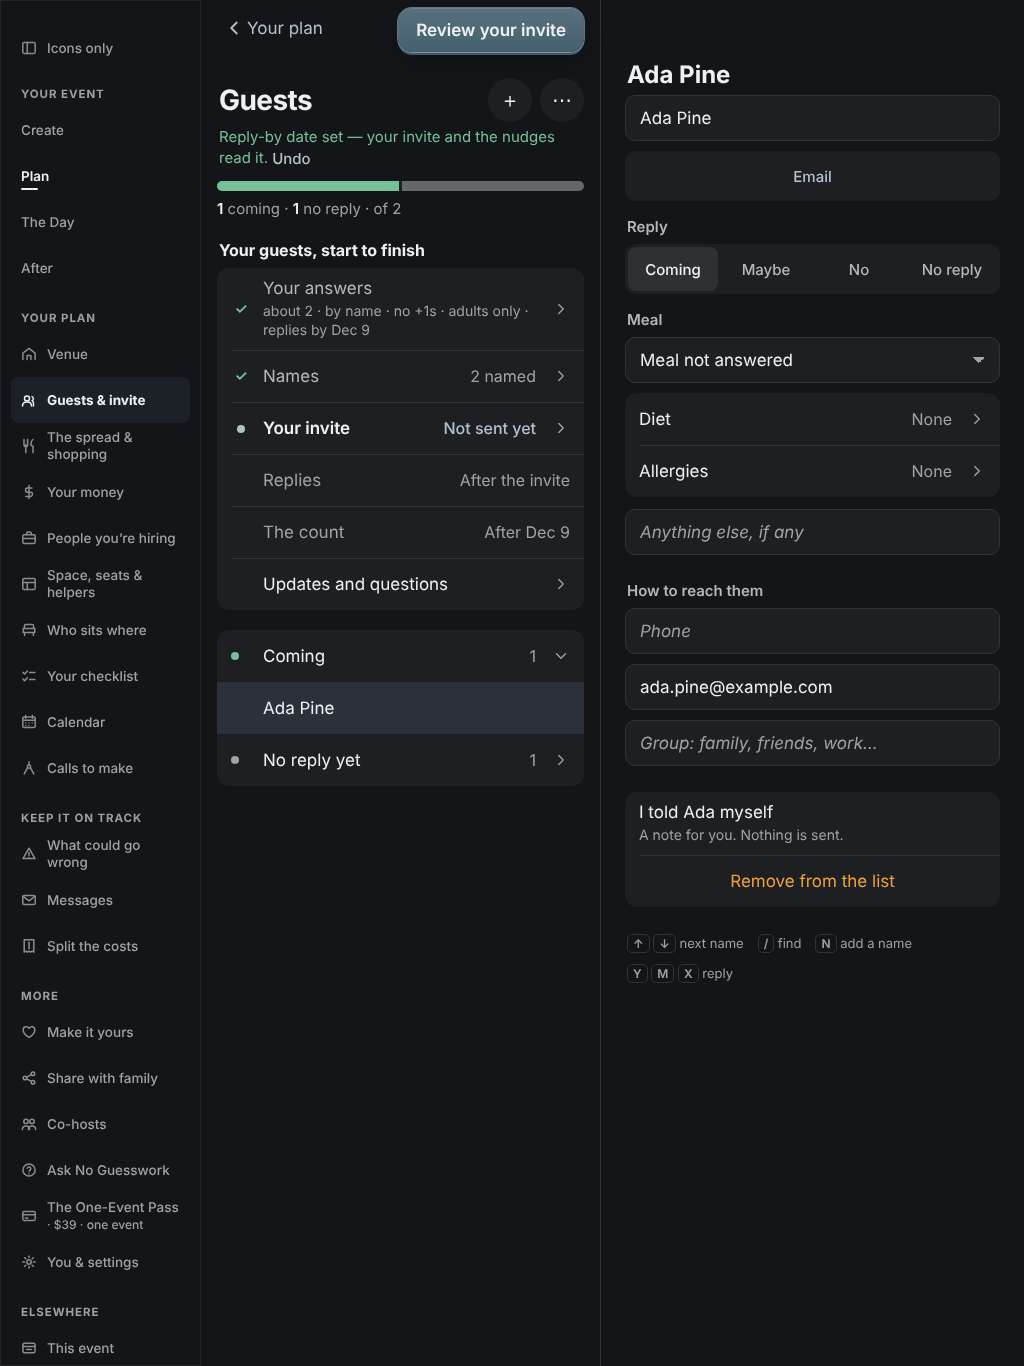 Icons only
YOUR EVENT
Create
Plan
The Day
After
YOUR PLAN
Venue
Guests & invite
The spread &
shopping
Your money
People you're hiring
Space, seats &
helpers
Who sits where
Your checklist
Calendar
Calls to make
KEEP IT ON TRACK
What could go
wrong
Messages
Split the costs
MORE
Make it yours
Share with family
Co-hosts
Ask No Guesswork
The One-Event Pass
· $39 · one event
You & settings
ELSEWHERE
This event
Your plan
Review your invite
Guests
+ ···
Reply-by date set — your invite and the nudges
read it. Undo
1 coming · 1 no reply · of 2
Your guests, start to finish
Your answers
about 2 · by name · no +1s · adults only ·
replies by Dec 9
Names 2 named
Your invite Not sent yet
Replies After the invite
The count After Dec 9
Updates and questions
Coming 1
Ada Pine
No reply yet 1
Ada Pine
Ada Pine
Email
Reply
Coming Maybe No No reply
Meal
Meal not answered
Diet None
Allergies None
Anything else, if any
How to reach them
Phone
ada.pine@example.com
Group: family, friends, work...
I told Ada myself
A note for you. Nothing is sent.
Remove from the list
↑ ↓ next name / find N add a name
Y M X reply